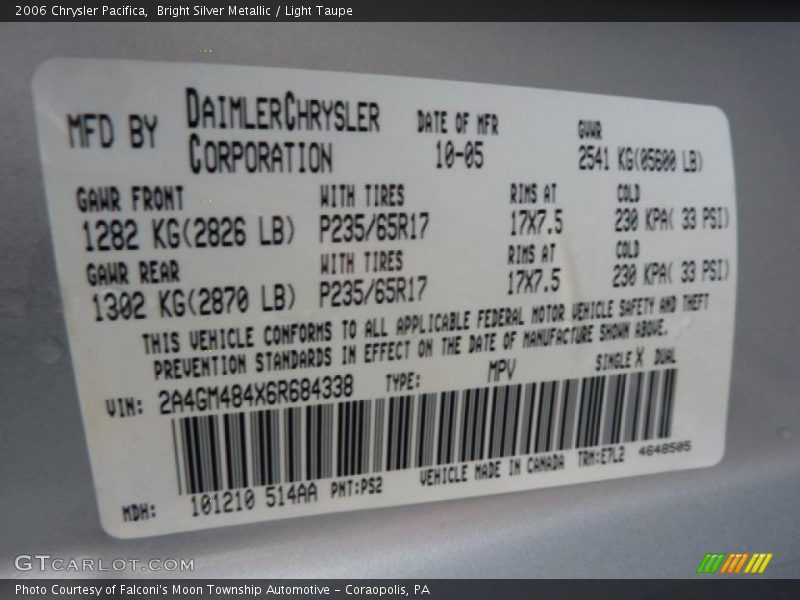 2006 Chrysler Pacifica, Bright Silver Metallic / Light Taupe
MFD BY DAIMLERCHRYSLER CORPORATION DATE OF MFR 10-05 GVWR 2541 KG(05600 LB)
GAWR FRONT WITH TIRES RIMS AT COLD
1282 KG(2826 LB) P235/65R17 17X7.5 230 KPA( 33 PSI)
GAWR REAR WITH TIRES RIMS AT COLD
1302 KG(2870 LB) P235/65R17 17X7.5 230 KPA( 33 PSI)
THIS VEHICLE CONFORMS TO ALL APPLICABLE FEDERAL MOTOR VEHICLE SAFETY AND THEFT
PREVENTION STANDARDS IN EFFECT ON THE DATE OF MANUFACTURE SHOWN ABOVE.
VIN: 2A4GM484X6R684338 TYPE: MPV SINGLE X DUAL
MDH: 101210 514AA PNT:PS2 VEHICLE MADE IN CANADA TRM:E7L2 4648505
GTCARLOT.COM
Photo Courtesy of Falconi's Moon Township Automotive - Coraopolis, PA